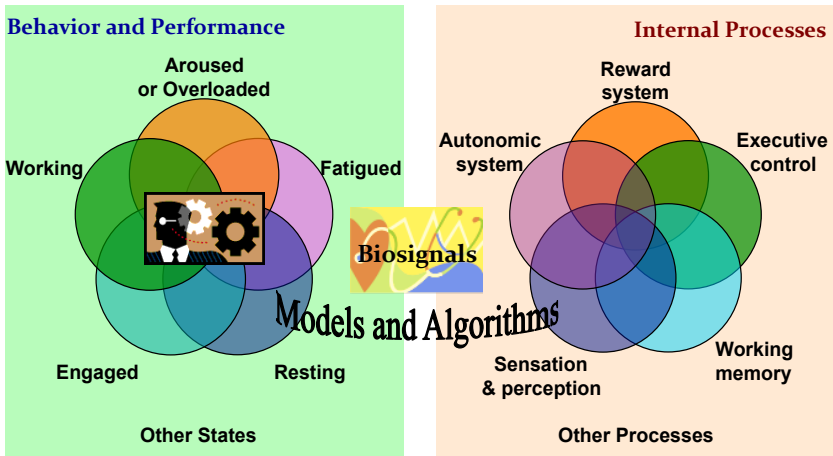 Behavior and Performance
Aroused
or Overloaded
Working
Fatigued
Engaged
Resting
Other States
Biosignals
Models and Algorithms
Internal Processes
Reward
system
Autonomic
system
Executive
control
Sensation
& perception
Working
memory
Other Processes